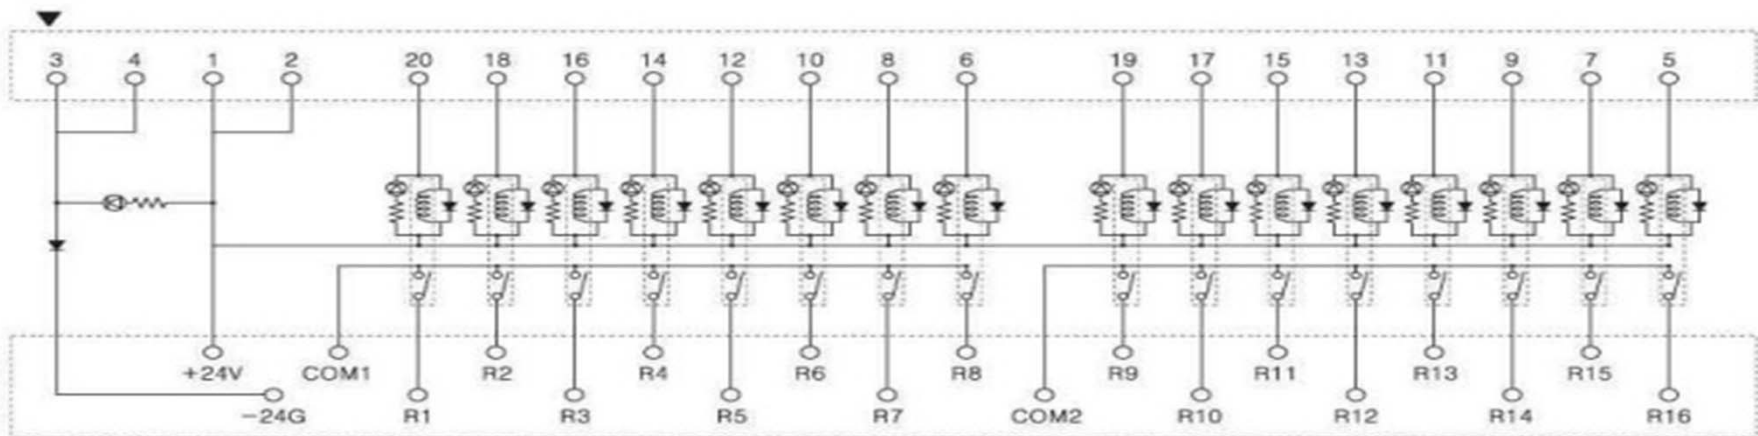 3 4 1 2 20 18 16 14 12 10 8 6 19 17 15 13 11 9 7 5
+24V COM1 R2 R4 R6 R8 R9 R11 R13 R15
−24G R1 R3 R5 R7 COM2 R10 R12 R14 R16